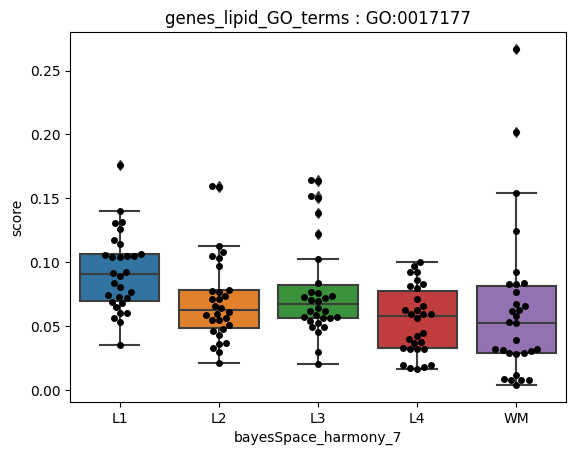 genes_lipid_GO_terms : GO:0017177
score
0.25
0.20
0.15
0.10
0.05
0.00
L1 L2 L3 L4 WM
bayesSpace_harmony_7